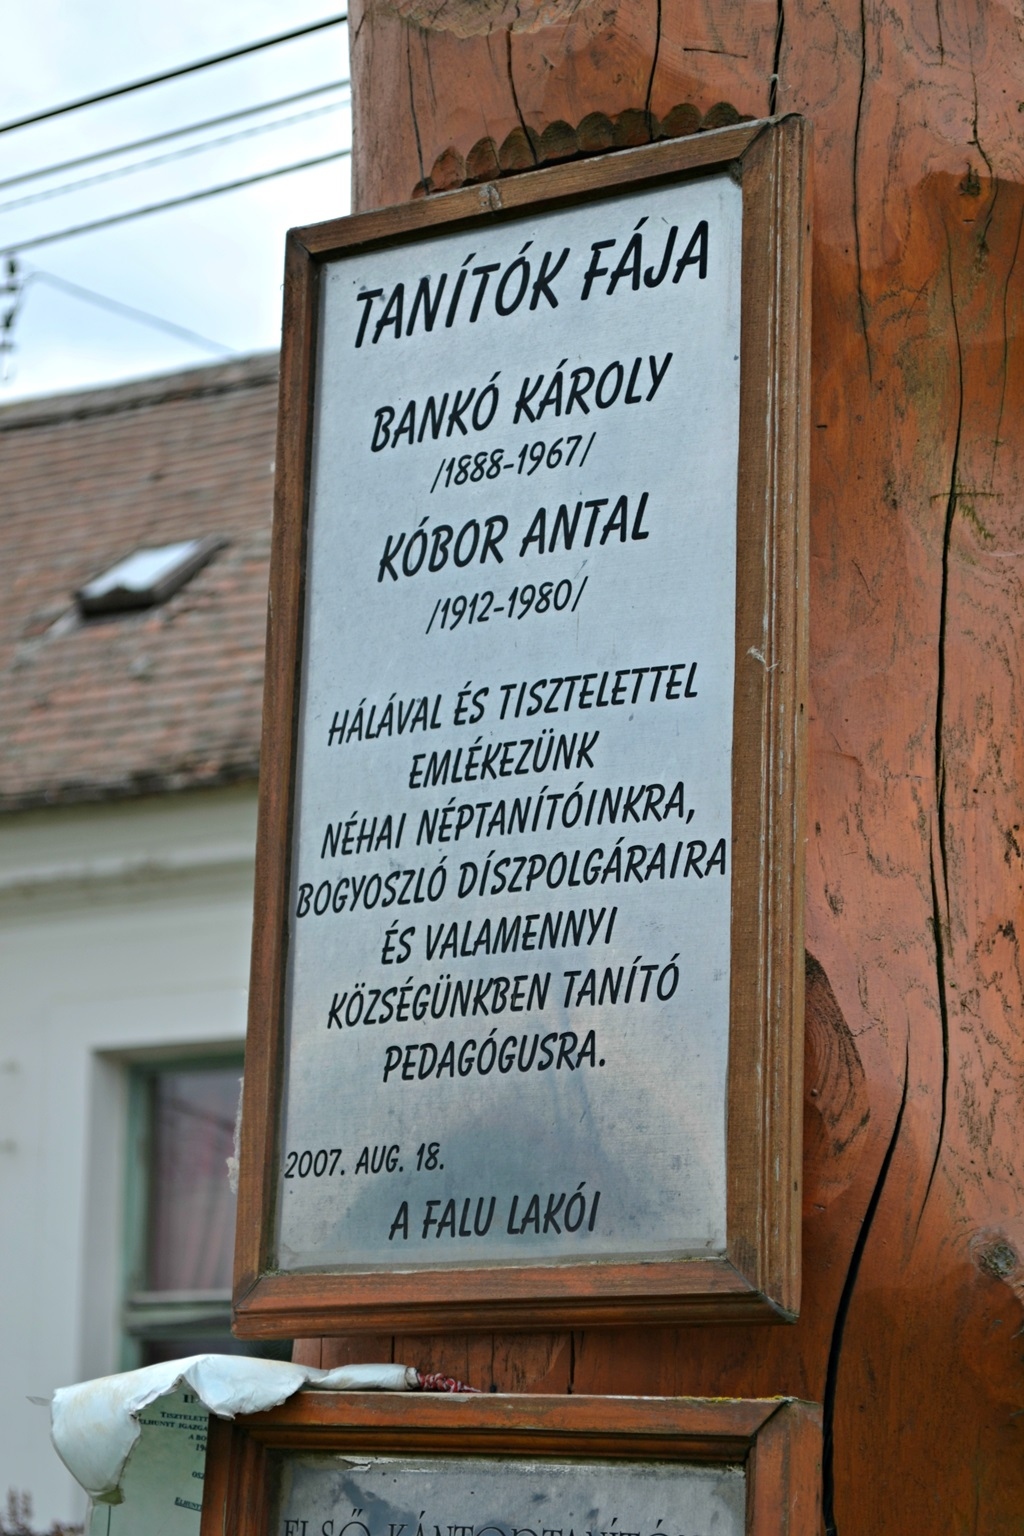 TANÍTÓK FÁJA
BANKÓ KÁROLY
/1888-1967/
KÓBOR ANTAL
/1912-1980/
HÁLÁVAL ÉS TISZTELETTEL
EMLÉKEZÜNK
NÉHAI NÉPTANÍTÓINKRA,
BOGYOSZLÓ DÍSZPOLGÁRAIRA
ÉS VALAMENNYI
KÖZSÉGÜNKBEN TANÍTÓ
PEDAGÓGUSRA.
2007. AUG. 18.
A FALU LAKÓI
ELSŐ